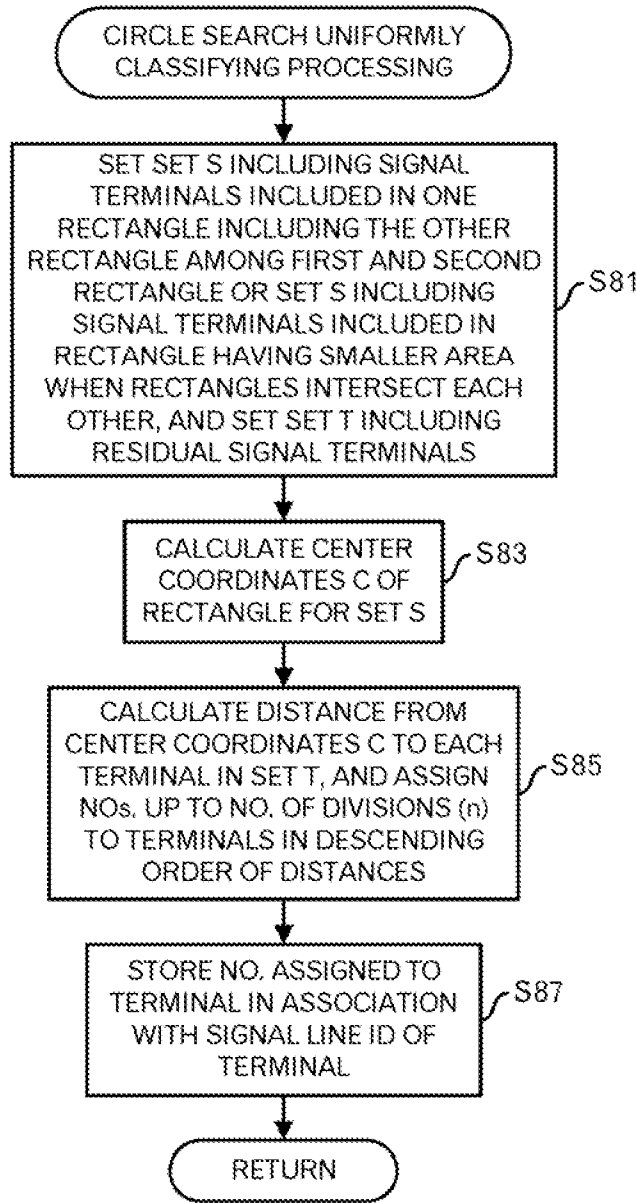 CIRCLE SEARCH UNIFORMLY
CLASSIFYING PROCESSING
SET SET S INCLUDING SIGNAL
TERMINALS INCLUDED IN ONE
RECTANGLE INCLUDING THE OTHER
RECTANGLE AMONG FIRST AND SECOND
RECTANGLE OR SET S INCLUDING
SIGNAL TERMINALS INCLUDED IN
RECTANGLE HAVING SMALLER AREA
WHEN RECTANGLES INTERSECT EACH
OTHER, AND SET SET T INCLUDING
RESIDUAL SIGNAL TERMINALS
S81
CALCULATE CENTER
COORDINATES C OF
RECTANGLE FOR SET S
S83
CALCULATE DISTANCE FROM
CENTER COORDINATES C TO EACH
TERMINAL IN SET T, AND ASSIGN
NOs. UP TO NO. OF DIVISIONS (n)
TO TERMINALS IN DESCENDING
ORDER OF DISTANCES
S85
STORE NO. ASSIGNED TO
TERMINAL IN ASSOCIATION
WITH SIGNAL LINE ID OF
TERMINAL
S87
RETURN